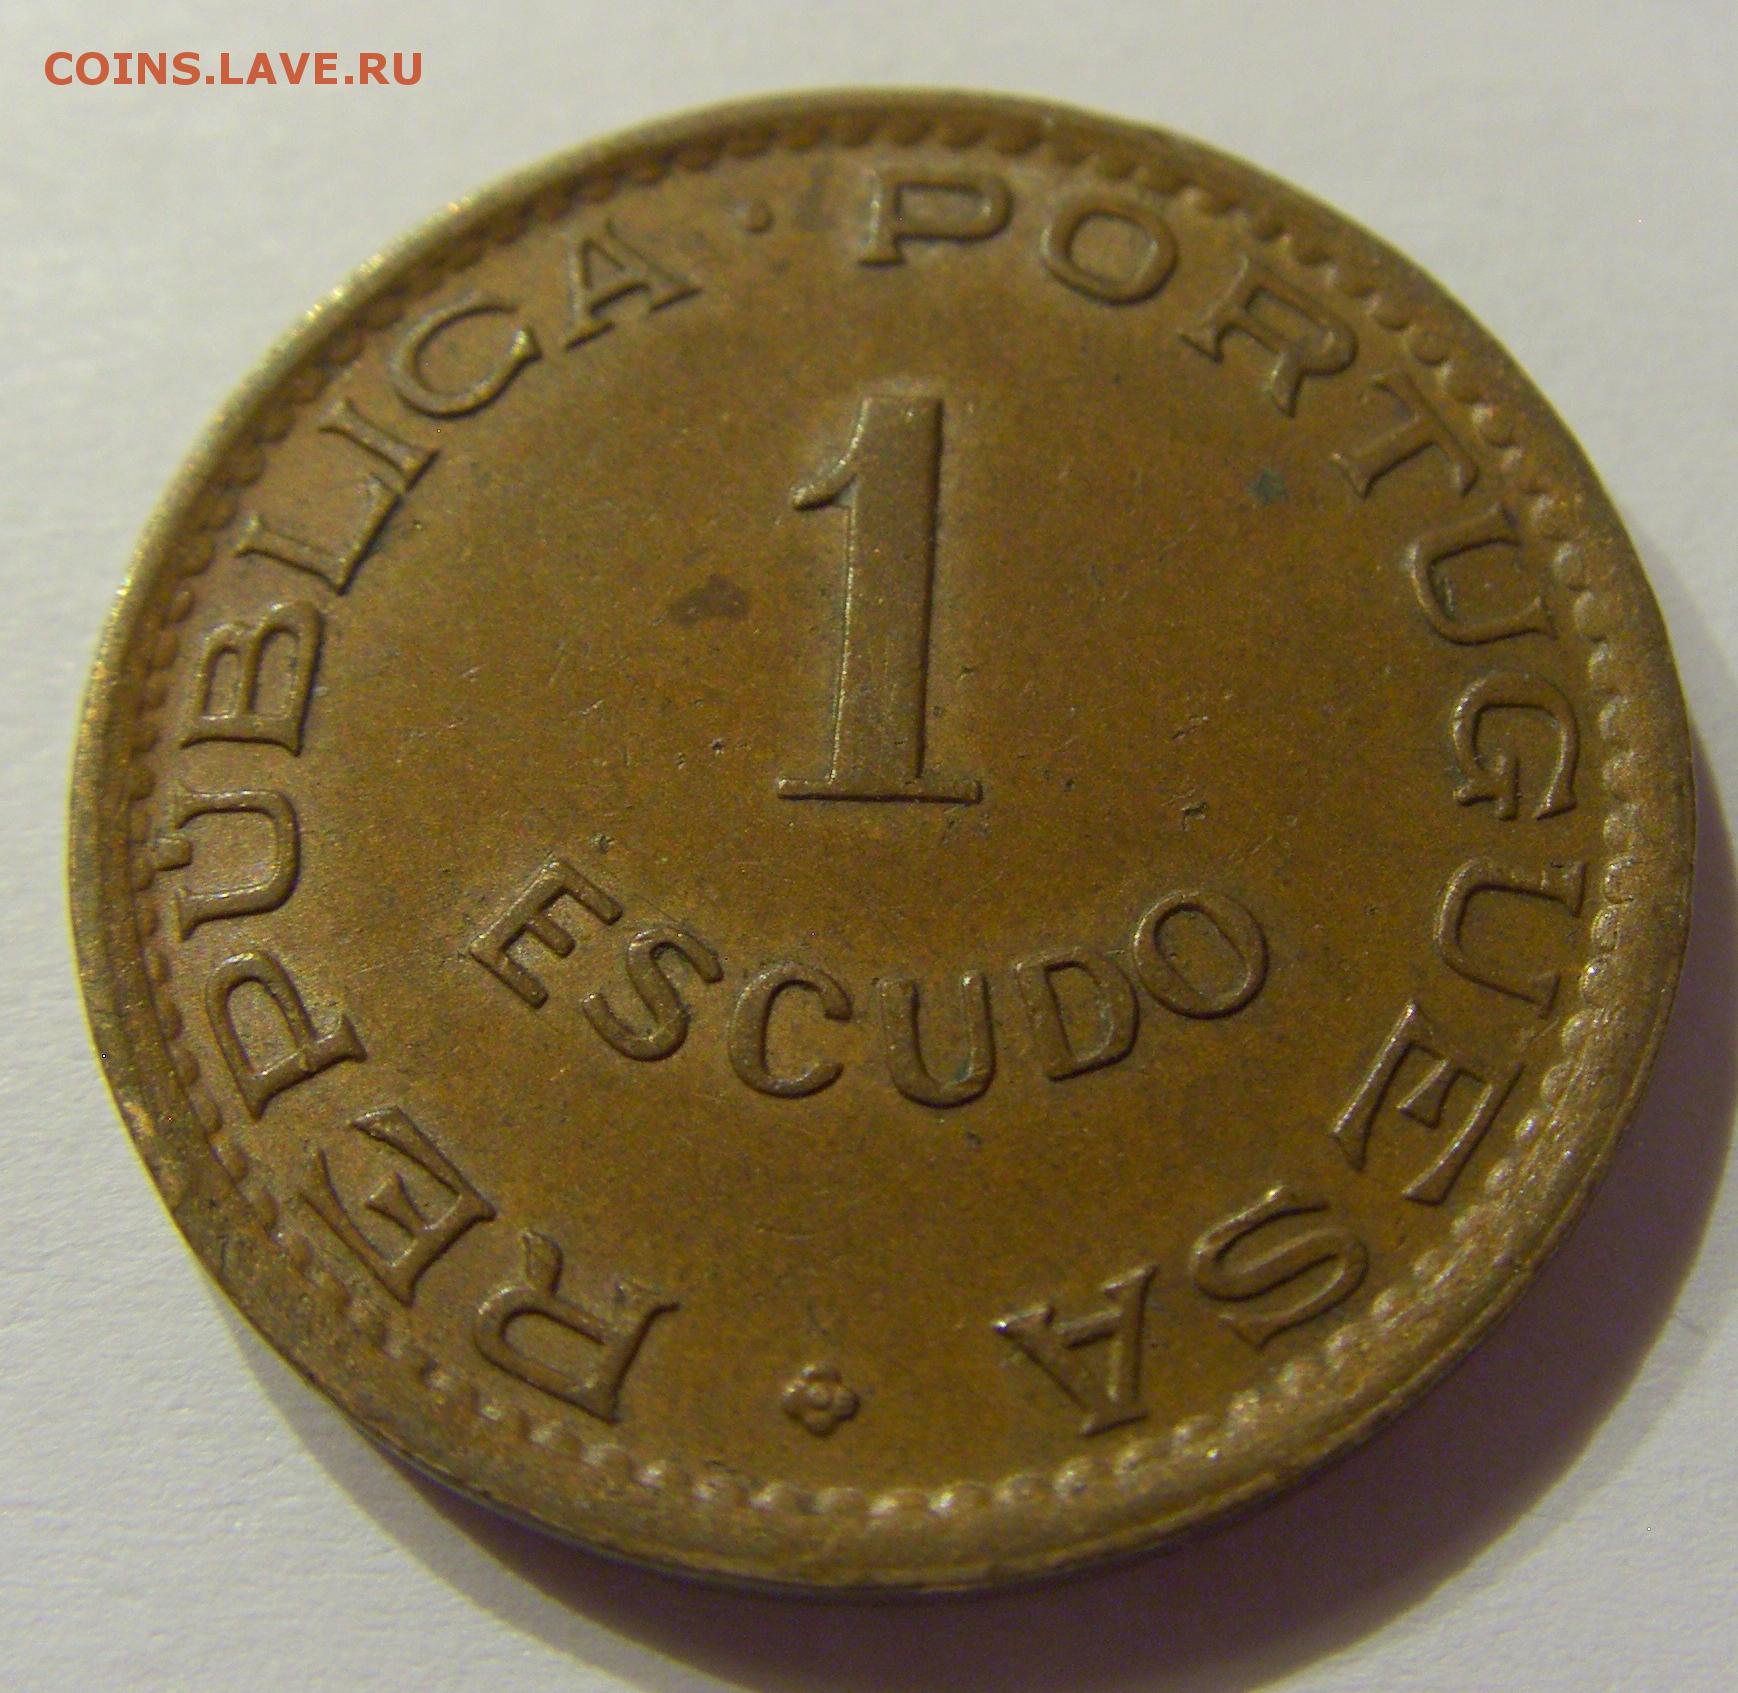 COINS.LAVE.RU
REPÚBLICA · PORTUGUESA
1
ESCUDO